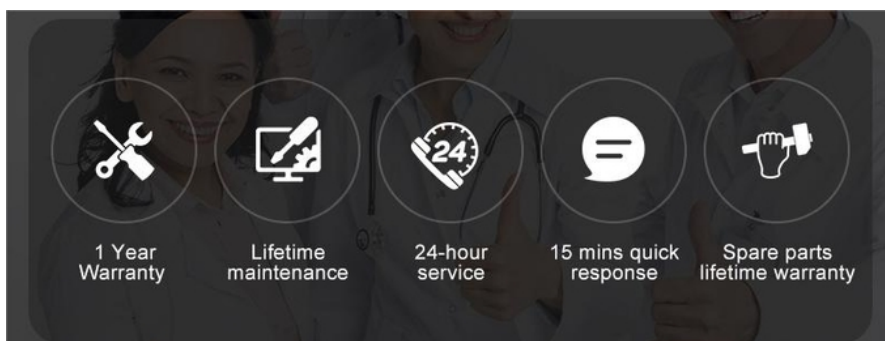 24
1 Year
Warranty
Lifetime
maintenance
24-hour
service
15 mins quick
response
Spare parts
lifetime warranty